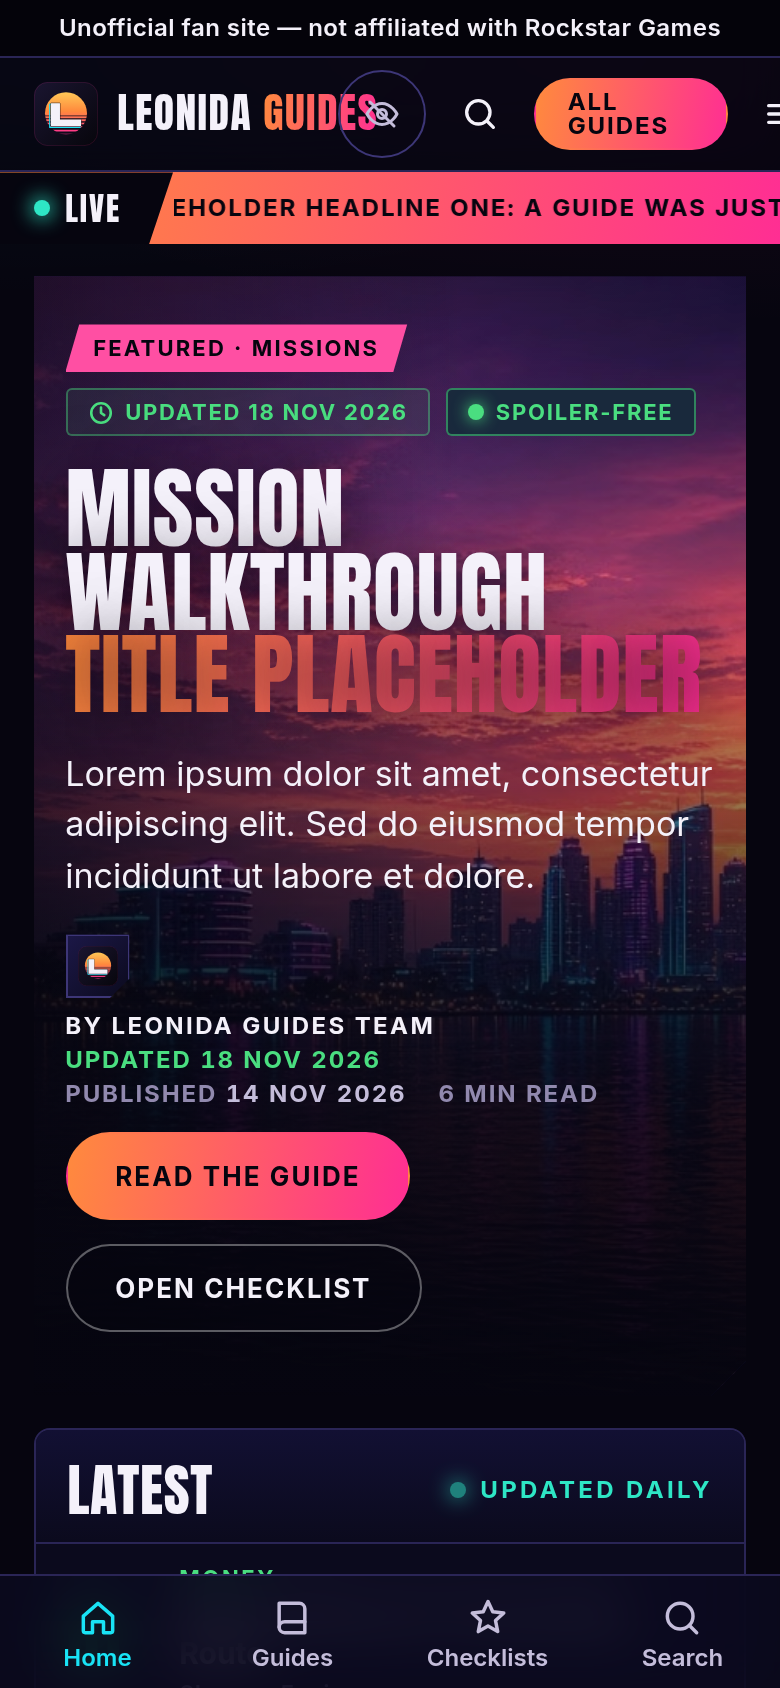 Unofficial fan site — not affiliated with Rockstar Games
LEONIDA GUIDES
ALL
GUIDES
LIVE
EHOLDER HEADLINE ONE: A GUIDE WAS JUST
FEATURED · MISSIONS
UPDATED 18 NOV 2026
SPOILER-FREE
MISSION
WALKTHROUGH
TITLE PLACEHOLDER
Lorem ipsum dolor sit amet, consectetur
adipiscing elit. Sed do eiusmod tempor
incididunt ut labore et dolore.
BY LEONIDA GUIDES TEAM
UPDATED 18 NOV 2026
PUBLISHED 14 NOV 2026 6 MIN READ
READ THE GUIDE
OPEN CHECKLIST
LATEST
UPDATED DAILY
MONEY
Home
Guides
Checklists
Search